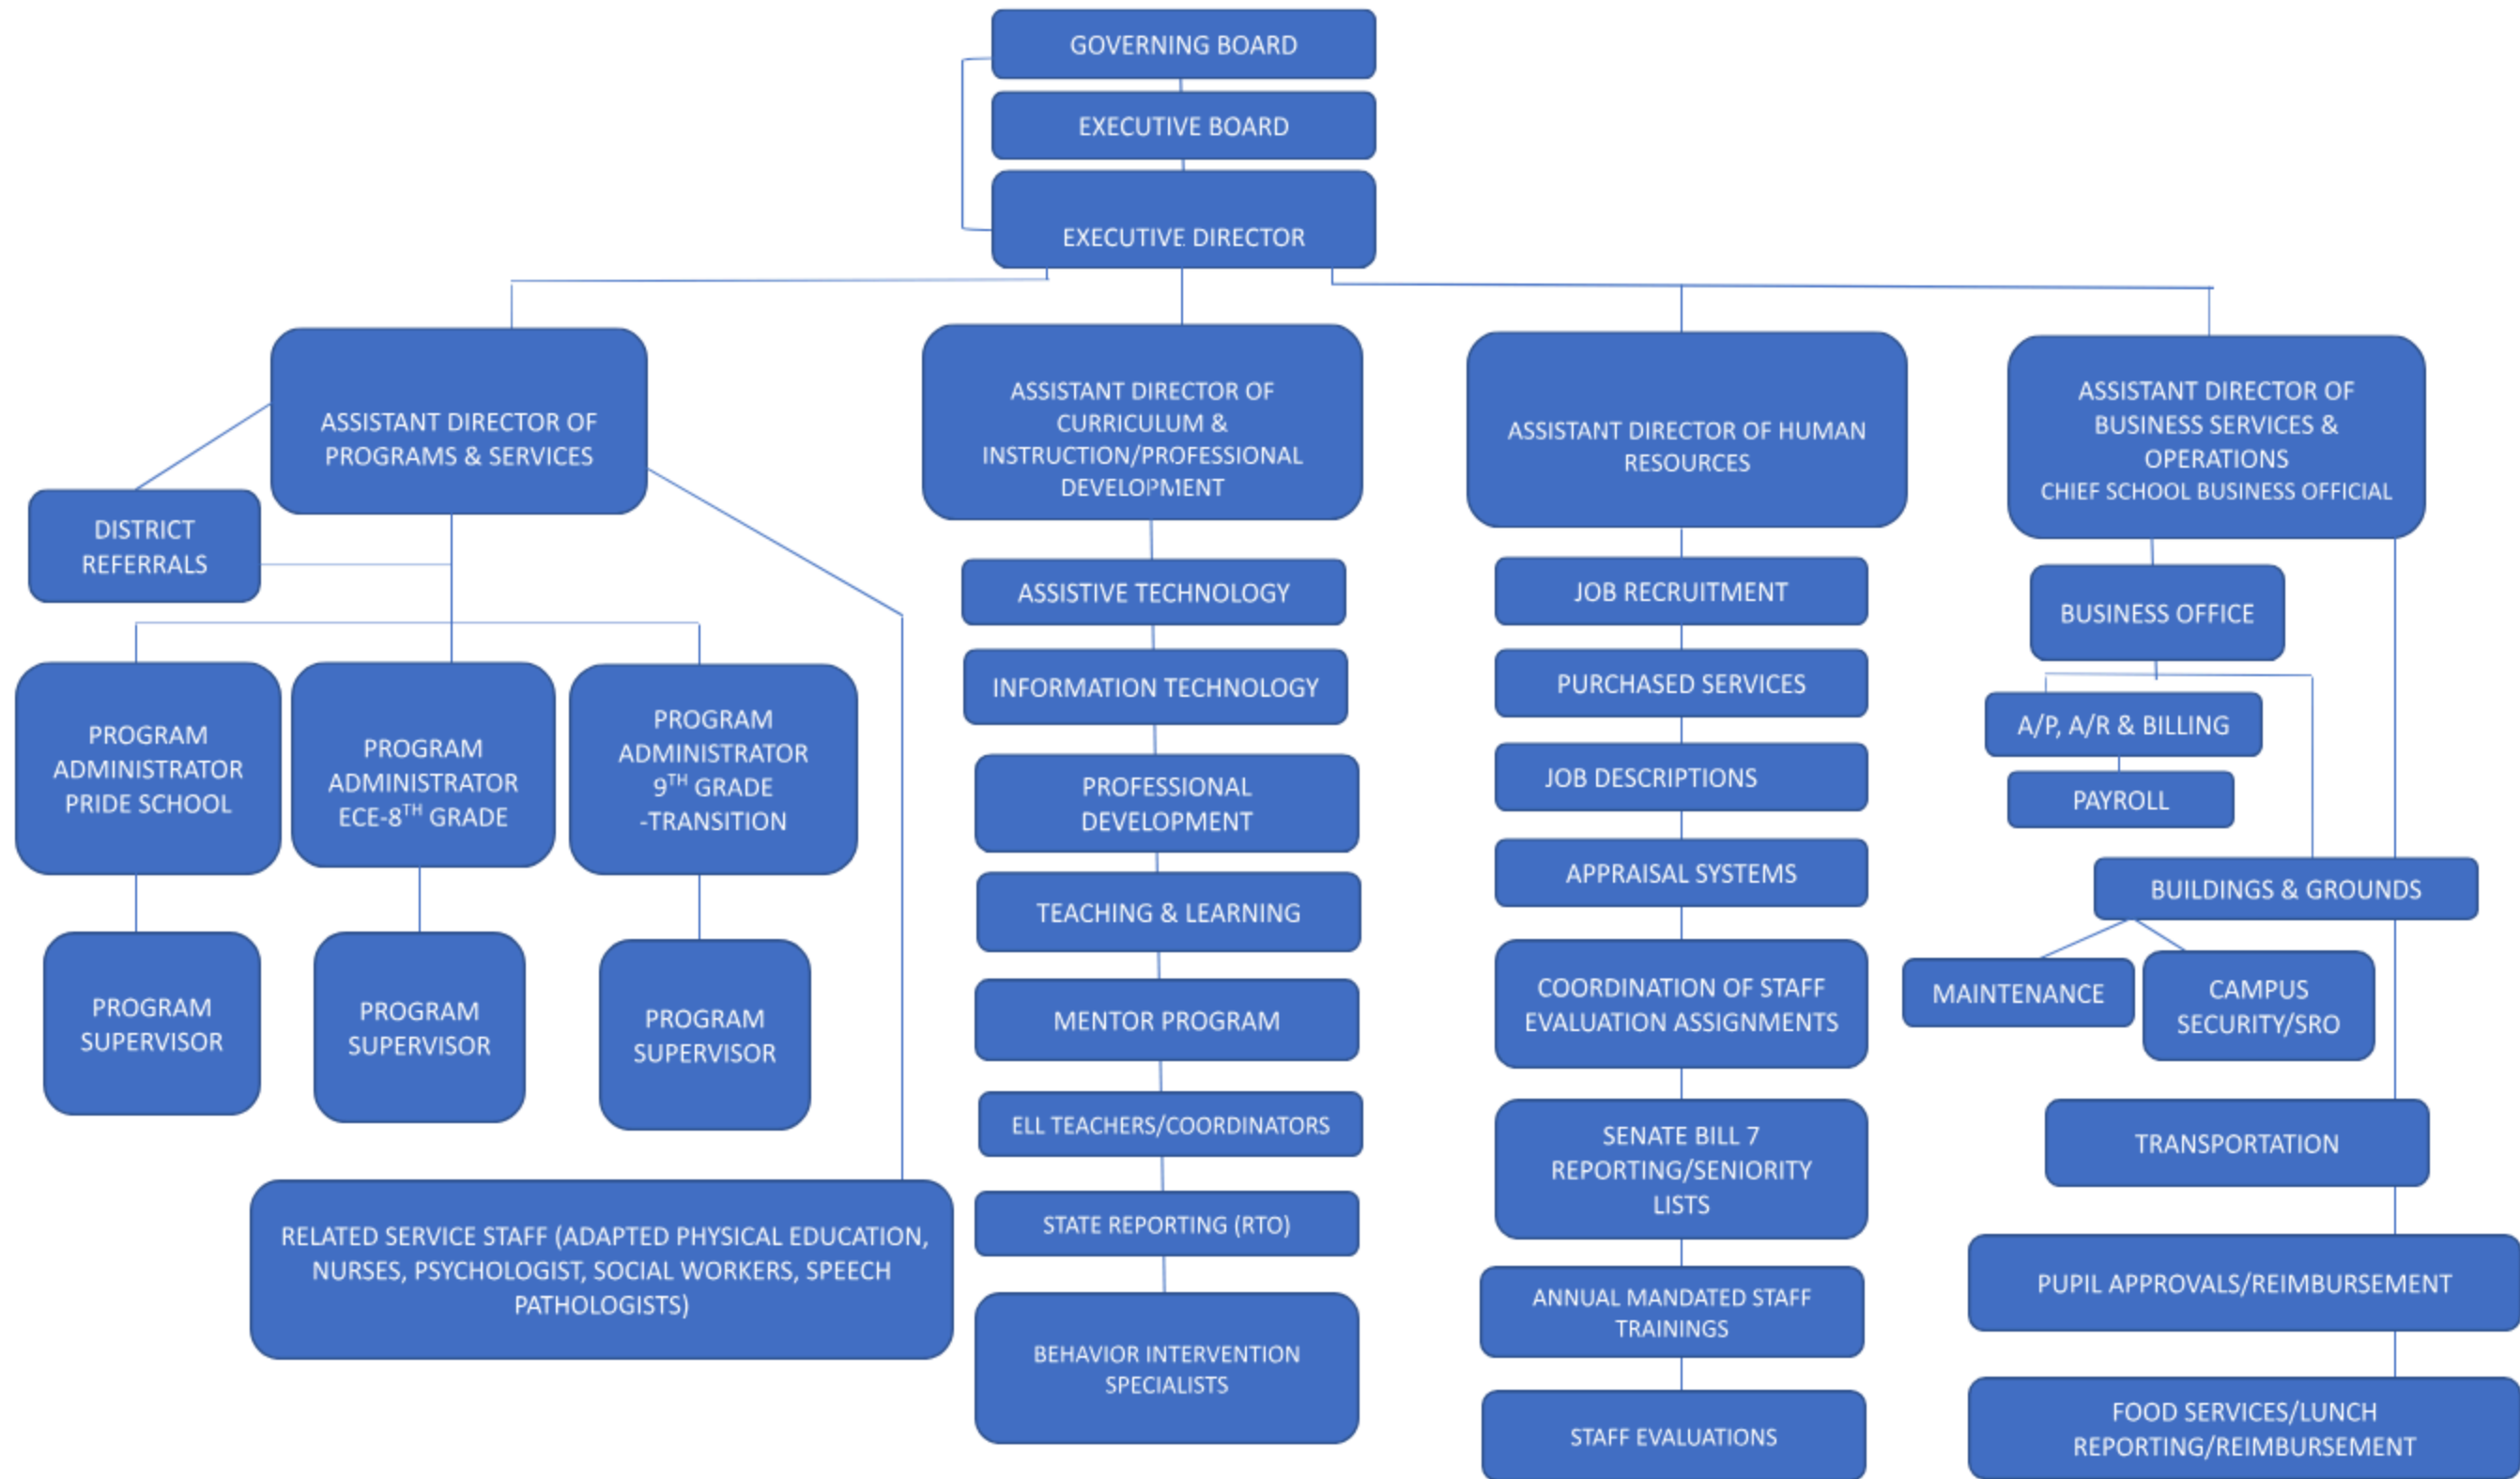 GOVERNING BOARD
EXECUTIVE BOARD
EXECUTIVE DIRECTOR
ASSISTANT DIRECTOR OF
PROGRAMS & SERVICES
DISTRICT
REFERRALS
PROGRAM
ADMINISTRATOR
PRIDE SCHOOL
PROGRAM
ADMINISTRATOR
ECE-8TH GRADE
PROGRAM
ADMINISTRATOR
9TH GRADE
-TRANSITION
PROGRAM
SUPERVISOR
PROGRAM
SUPERVISOR
PROGRAM
SUPERVISOR
RELATED SERVICE STAFF (ADAPTED PHYSICAL EDUCATION,
NURSES, PSYCHOLOGIST, SOCIAL WORKERS, SPEECH
PATHOLOGISTS)
ASSISTANT DIRECTOR OF
CURRICULUM &
INSTRUCTION/PROFESSIONAL
DEVELOPMENT
ASSISTIVE TECHNOLOGY
INFORMATION TECHNOLOGY
PROFESSIONAL
DEVELOPMENT
TEACHING & LEARNING
MENTOR PROGRAM
ELL TEACHERS/COORDINATORS
STATE REPORTING (RTO)
BEHAVIOR INTERVENTION
SPECIALISTS
ASSISTANT DIRECTOR OF HUMAN
RESOURCES
JOB RECRUITMENT
PURCHASED SERVICES
JOB DESCRIPTIONS
APPRAISAL SYSTEMS
COORDINATION OF STAFF
EVALUATION ASSIGNMENTS
SENATE BILL 7
REPORTING/SENIORITY
LISTS
ANNUAL MANDATED STAFF
TRAININGS
STAFF EVALUATIONS
ASSISTANT DIRECTOR OF
BUSINESS SERVICES &
OPERATIONS
CHIEF SCHOOL BUSINESS OFFICIAL
BUSINESS OFFICE
A/P, A/R & BILLING
PAYROLL
BUILDINGS & GROUNDS
MAINTENANCE
CAMPUS
SECURITY/SRO
TRANSPORTATION
PUPIL APPROVALS/REIMBURSEMENT
FOOD SERVICES/LUNCH
REPORTING/REIMBURSEMENT